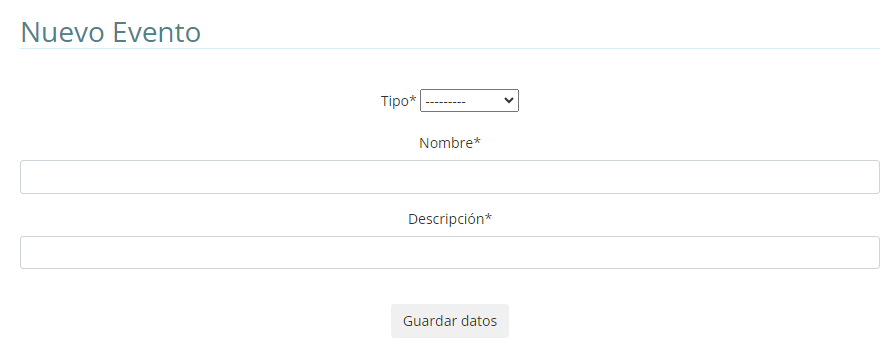 Nuevo Evento
Tipo* ---------
Nombre*
Descripción*
Guardar datos